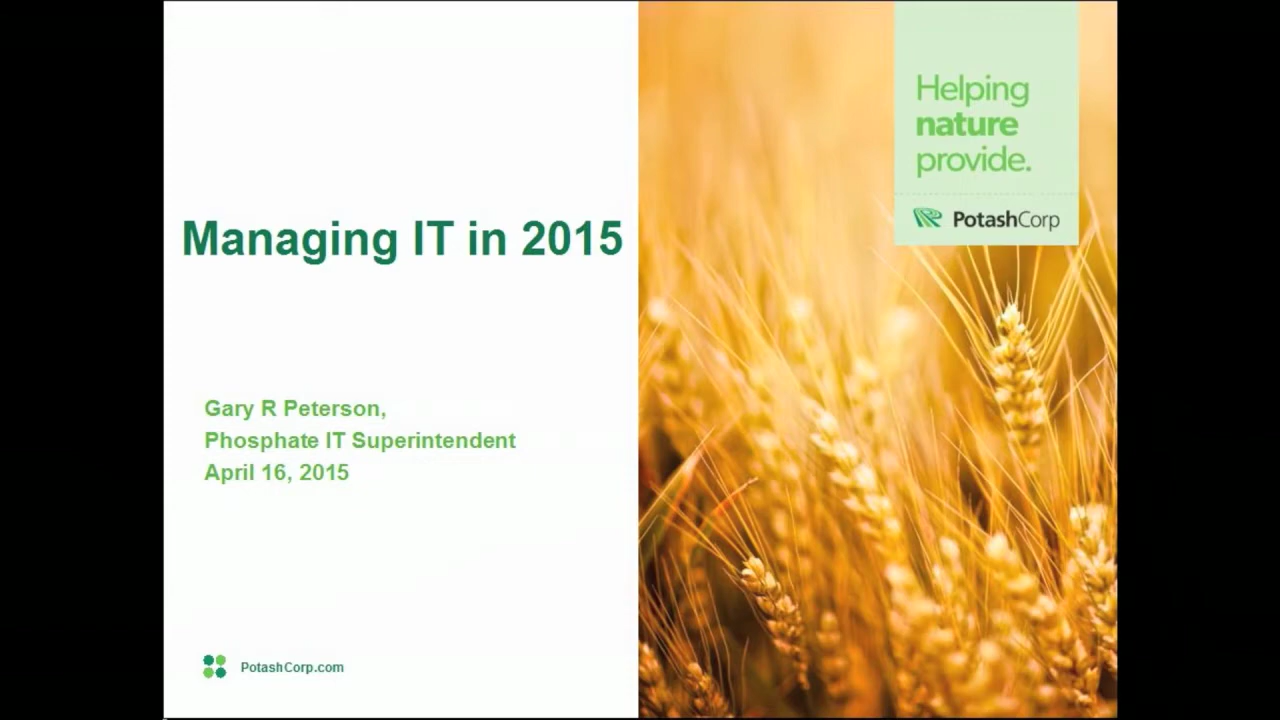 Managing IT in 2015
Gary R Peterson,
Phosphate IT Superintendent
April 16, 2015
PotashCorp.com
Helping
nature
provide.
PotashCorp